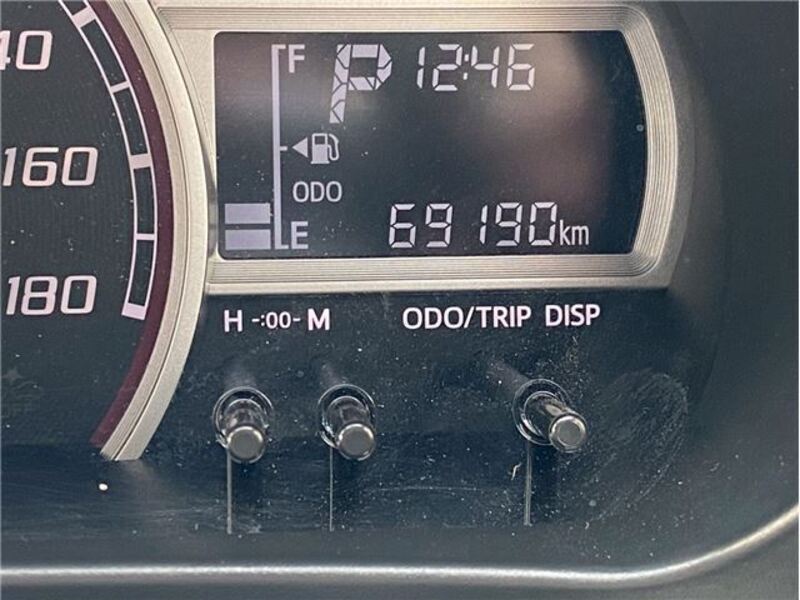 40
160
180
F
P 12:46
ODO
E
69190km
H -:00- M
ODO/TRIP DISP